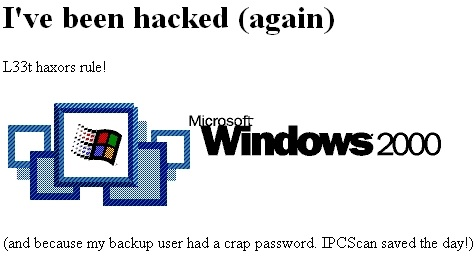 I've been hacked (again)
L33t haxors rule!
Microsoft
Windows 2000
(and because my backup user had a crap password. IPCScan saved the day!)